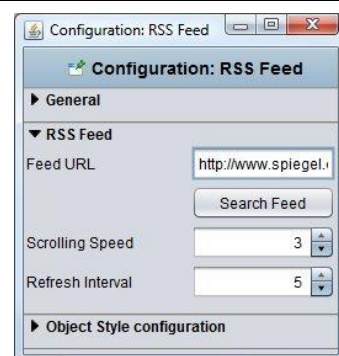 Configuration: RSS Feed
Configuration: RSS Feed
General
RSS Feed
Feed URL http://www.spiegel.
Search Feed
Scrolling Speed 3
Refresh Interval 5
Object Style configuration